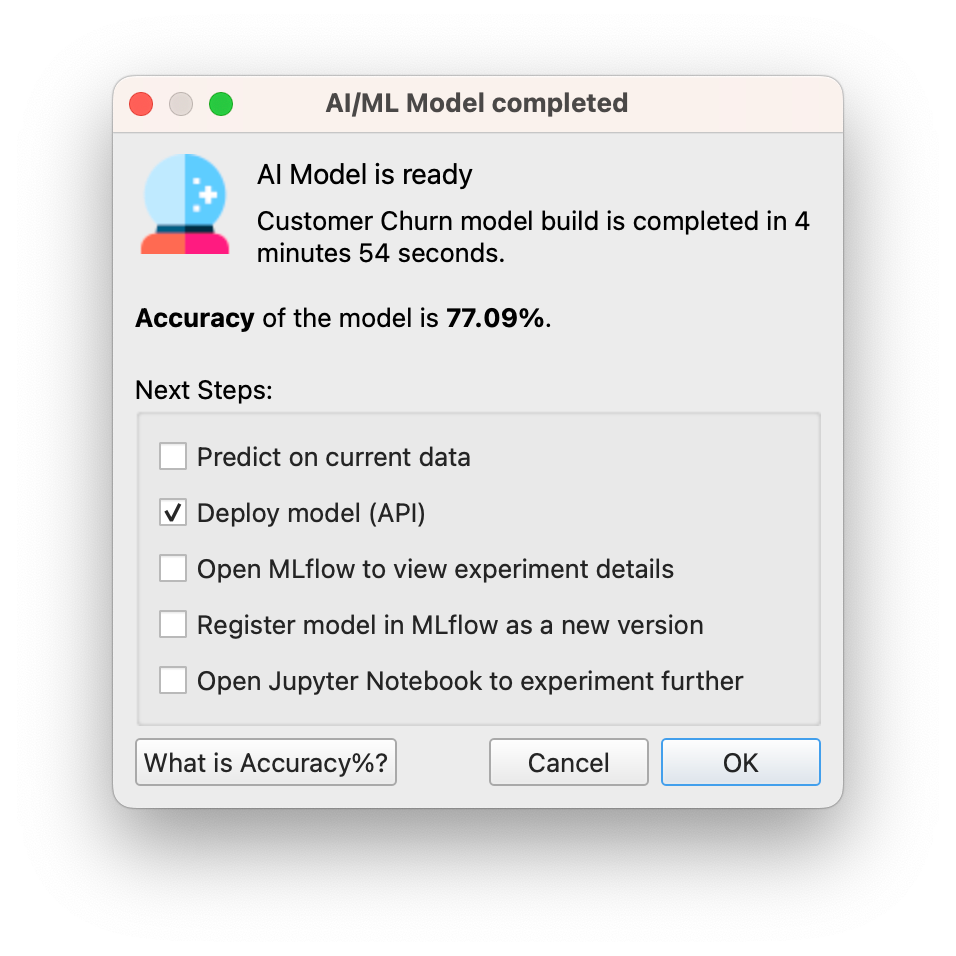 AI/ML Model completed
AI Model is ready
Customer Churn model build is completed in 4
minutes 54 seconds.
Accuracy of the model is 77.09%.
Next Steps:
Predict on current data
Deploy model (API)
Open MLflow to view experiment details
Register model in MLflow as a new version
Open Jupyter Notebook to experiment further
What is Accuracy%?
Cancel
OK